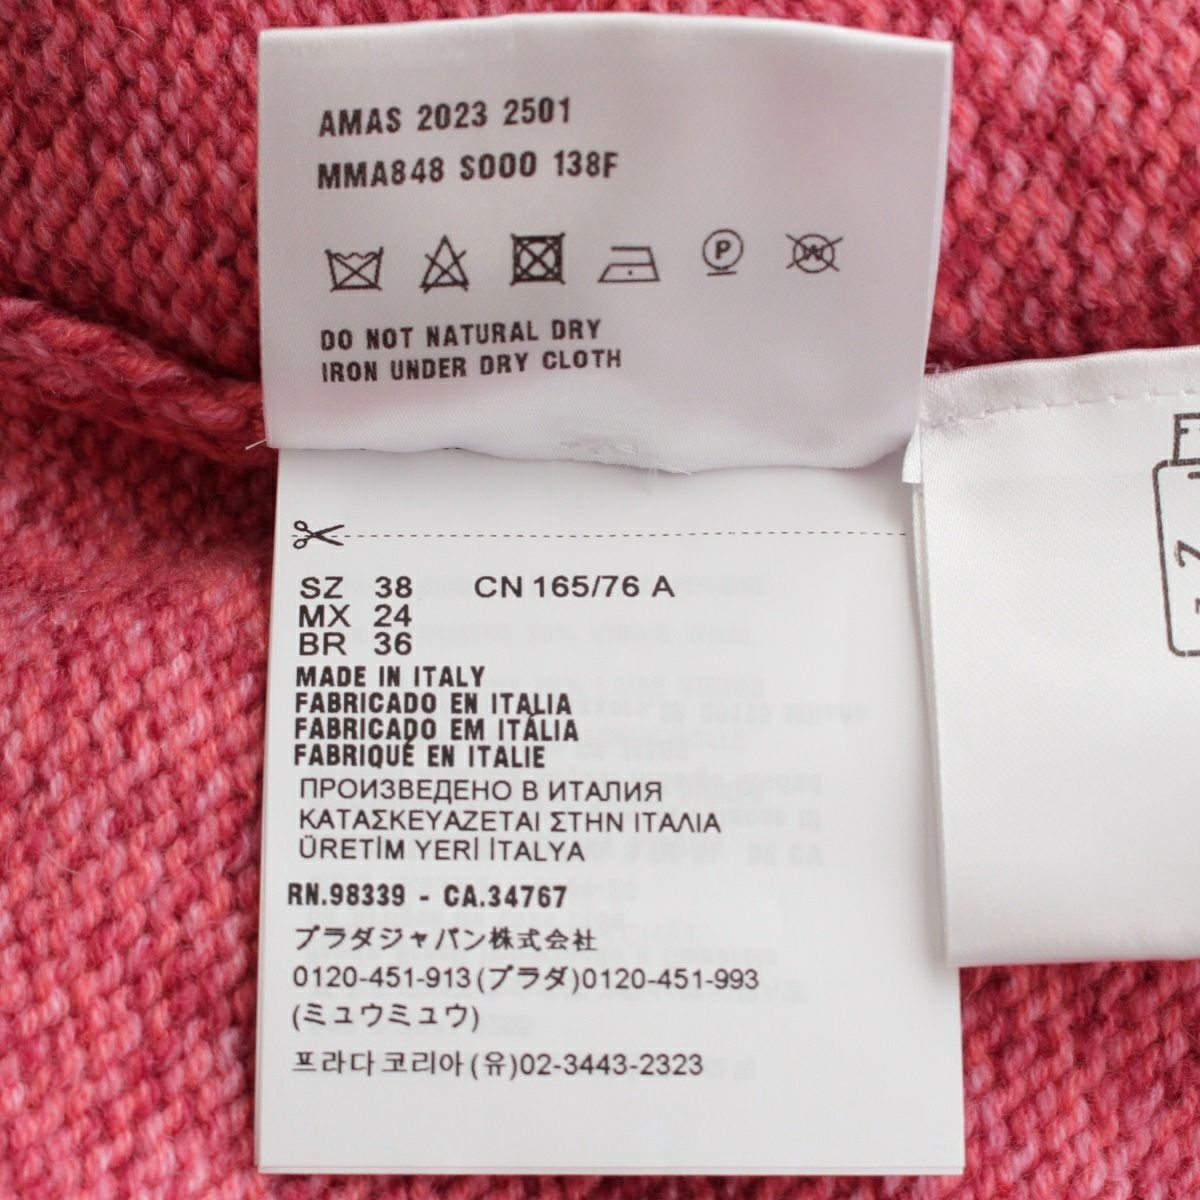 AMAS 2023 2501
MMA848 S000 138F
P W
DO NOT NATURAL DRY
IRON UNDER DRY CLOTH
SZ 38 CN 165/76 A
MX 24
BR 36
MADE IN ITALY
FABRICADO EN ITALIA
FABRICADO EM ITÁLIA
FABRIQUÉ EN ITALIE
ПРОИЗВЕДЕНО В ИТАЛИЯ
ΚΑΤΑΣΚΕΥΑΖΕΤΑΙ ΣΤΗΝ ΙΤΑΛΙΑ
ÜRETİM YERİ İTALYA
RN.98339 - CA.34767
プラダジャパン株式会社
0120-451-913(プラダ)0120-451-993
(ミュウミュウ)
프라다코리아(유)02-3443-2323